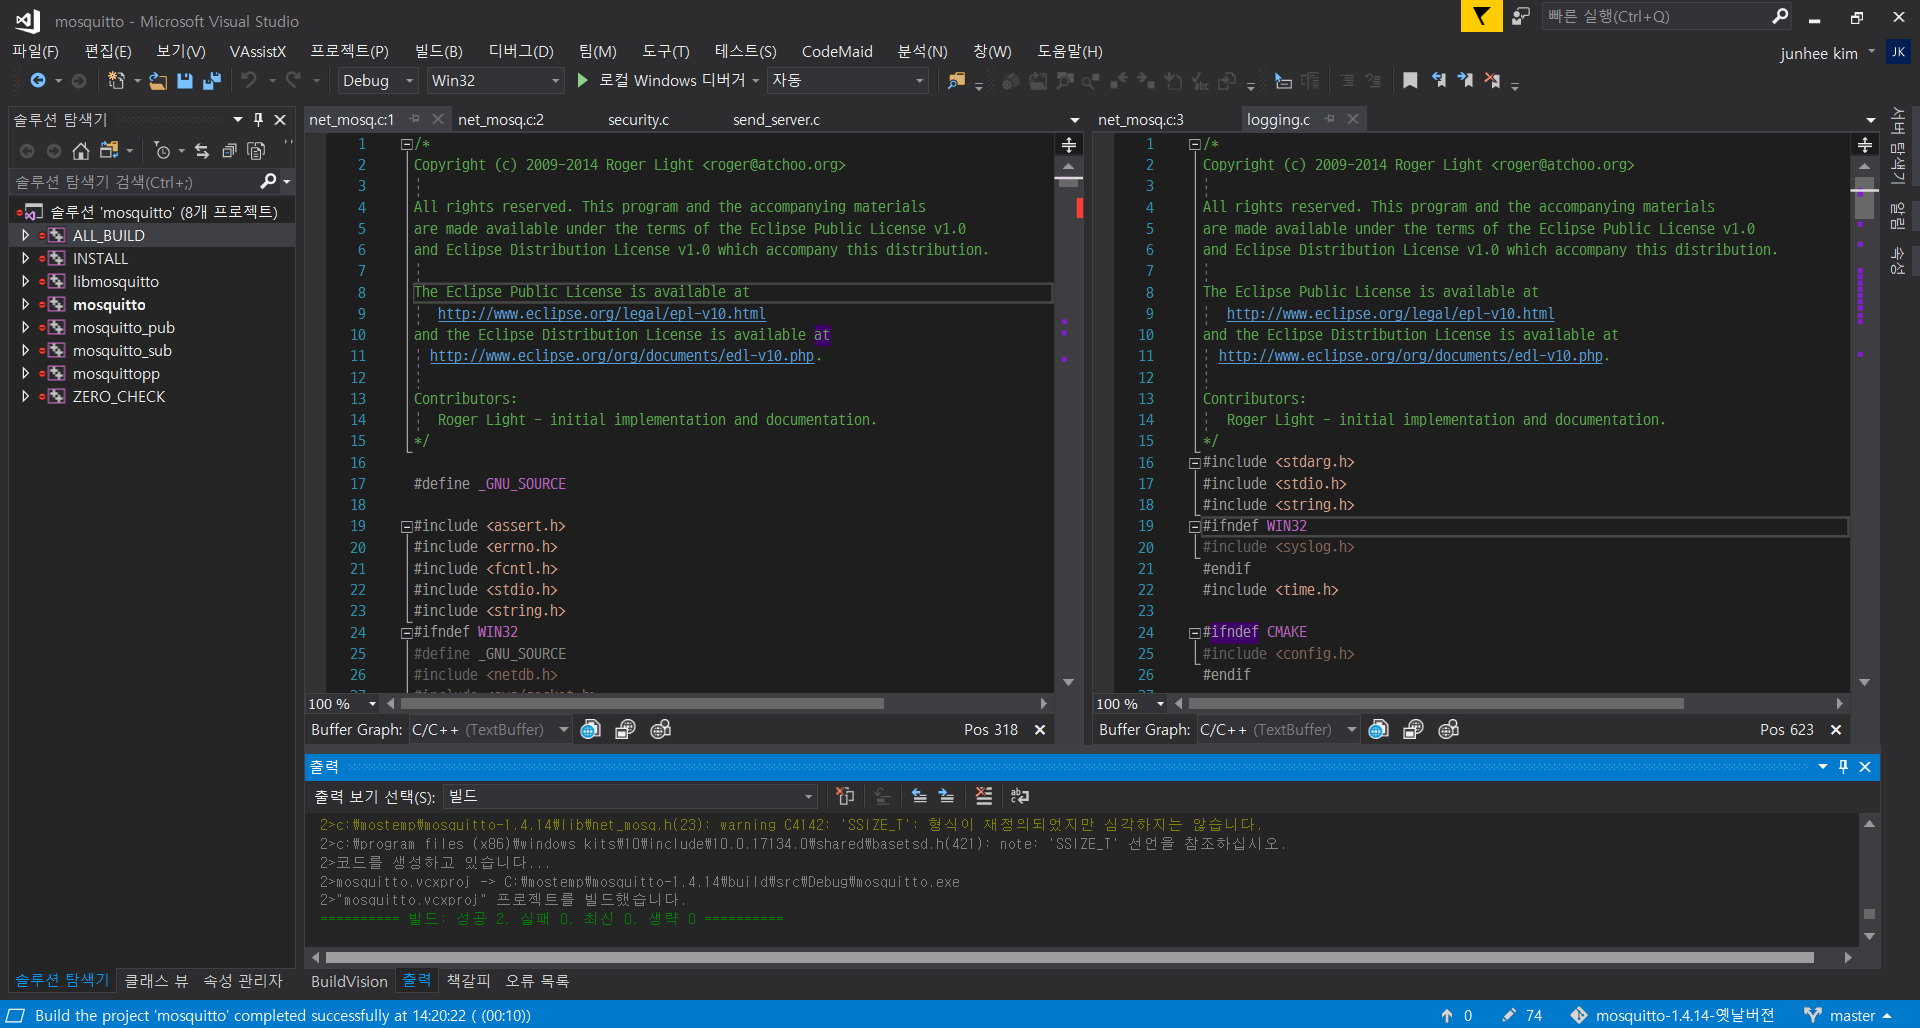 mosquitto - Microsoft Visual Studio
빠른 실행(Ctrl+Q)
파일(F) 편집(E) 보기(V) VAssistX 프로젝트(P) 빌드(B) 디버그(D) 팀(M) 도구(T) 테스트(S) CodeMaid 분석(N) 창(W) 도움말(H)
junhee kim JK
Debug Win32 로컬 Windows 디버거 자동
솔루션 탐색기
솔루션 탐색기 검색(Ctrl+;)
솔루션 'mosquitto' (8개 프로젝트)
ALL_BUILD
INSTALL
libmosquitto
mosquitto
mosquitto_pub
mosquitto_sub
mosquittopp
ZERO_CHECK
솔루션 탐색기 클래스 뷰 속성 관리자
net_mosq.c:1 net_mosq.c:2 security.c send_server.c
1 /*
2 Copyright (c) 2009-2014 Roger Light <roger@atchoo.org>
3
4 All rights reserved. This program and the accompanying materials
5 are made available under the terms of the Eclipse Public License v1.0
6 and Eclipse Distribution License v1.0 which accompany this distribution.
7
8 The Eclipse Public License is available at
9 http://www.eclipse.org/legal/epl-v10.html
10 and the Eclipse Distribution License is available at
11 http://www.eclipse.org/org/documents/edl-v10.php.
12
13 Contributors:
14 Roger Light - initial implementation and documentation.
15 */
16
17 #define _GNU_SOURCE
18
19 #include <assert.h>
20 #include <errno.h>
21 #include <fcntl.h>
22 #include <stdio.h>
23 #include <string.h>
24 #ifndef WIN32
25 #define _GNU_SOURCE
26 #include <netdb.h>
100 %
Buffer Graph: C/C++ (TextBuffer) Pos 318
net_mosq.c:3 logging.c
1 /*
2 Copyright (c) 2009-2014 Roger Light <roger@atchoo.org>
3
4 All rights reserved. This program and the accompanying materials
5 are made available under the terms of the Eclipse Public License v1.0
6 and Eclipse Distribution License v1.0 which accompany this distribution.
7
8 The Eclipse Public License is available at
9 http://www.eclipse.org/legal/epl-v10.html
10 and the Eclipse Distribution License is available at
11 http://www.eclipse.org/org/documents/edl-v10.php.
12
13 Contributors:
14 Roger Light - initial implementation and documentation.
15 */
16 #include <stdarg.h>
17 #include <stdio.h>
18 #include <string.h>
19 #ifndef WIN32
20 #include <syslog.h>
21 #endif
22 #include <time.h>
23
24 #ifndef CMAKE
25 #include <config.h>
26 #endif
100 %
Buffer Graph: C/C++ (TextBuffer) Pos 623
서버 탐색기
알림
속성
출력
출력 보기 선택(S): 빌드
2>c:₩mostemp₩mosquitto-1.4.14₩lib₩net_mosq.h(23): warning C4142: 'SSIZE_T': 형식이 재정의되었지만 심각하지는 않습니다.
2>c:₩program files (x86)₩windows kits₩10₩include₩10.0.17134.0₩shared₩basetsd.h(421): note: 'SSIZE_T' 선언을 참조하십시오.
2>코드를 생성하고 있습니다...
2>mosquitto.vcxproj -> C:₩mostemp₩mosquitto-1.4.14₩build₩src₩Debug₩mosquitto.exe
2>"mosquitto.vcxproj" 프로젝트를 빌드했습니다.
========== 빌드: 성공 2, 실패 0, 최신 0, 생략 0 ==========
BuildVision 출력 책갈피 오류 목록
Build the project 'mosquitto' completed successfully at 14:20:22 ( (00:10))
0 74 mosquitto-1.4.14-옛날버젼 master